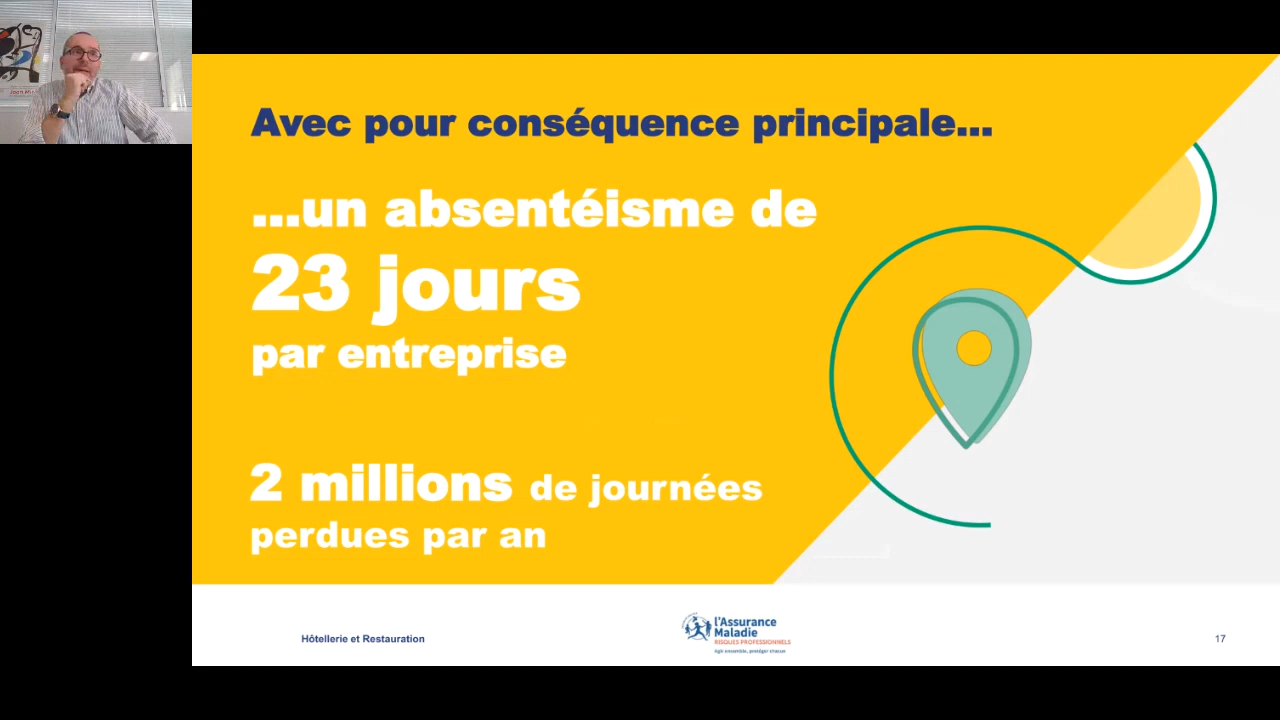 Avec pour conséquence principale...
...un absentéisme de
23 jours
par entreprise
2 millions de journées
perdues par an
Hôtellerie et Restauration
l'Assurance
Maladie
RISQUES PROFESSIONNELS
Agir ensemble, protéger chacun
17